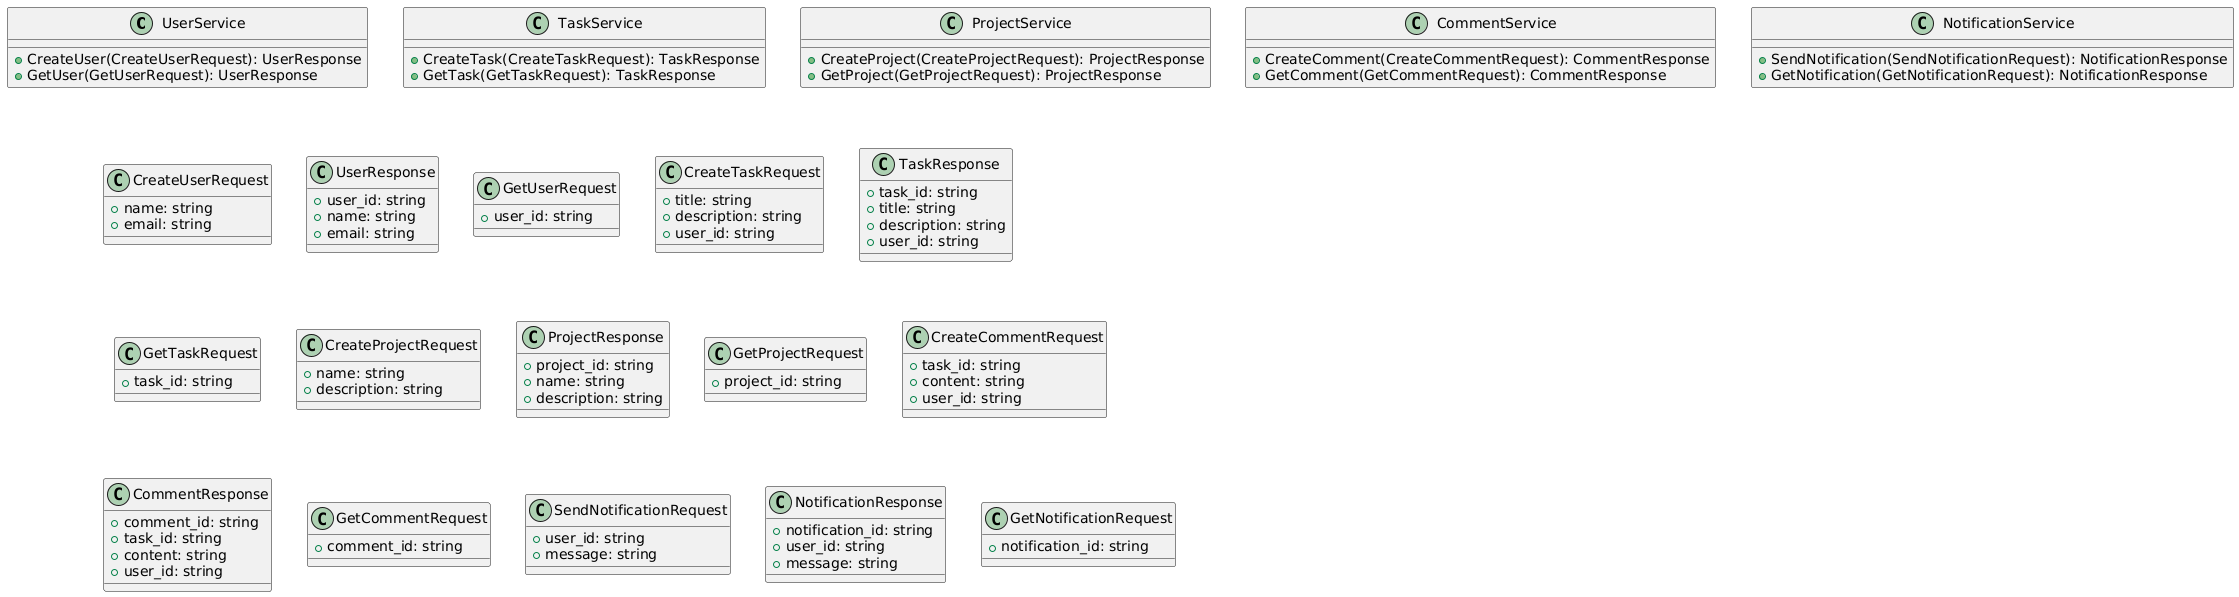 C UserService
CreateUser(CreateUserRequest): UserResponse
GetUser(GetUserRequest): UserResponse
C TaskService
CreateTask(CreateTaskRequest): TaskResponse
GetTask(GetTaskRequest): TaskResponse
C ProjectService
CreateProject(CreateProjectRequest): ProjectResponse
GetProject(GetProjectRequest): ProjectResponse
C CommentService
CreateComment(CreateCommentRequest): CommentResponse
GetComment(GetCommentRequest): CommentResponse
C NotificationService
SendNotification(SendNotificationRequest): NotificationResponse
GetNotification(GetNotificationRequest): NotificationResponse
C CreateUserRequest
name: string
email: string
C UserResponse
user_id: string
name: string
email: string
C GetUserRequest
user_id: string
C CreateTaskRequest
title: string
description: string
user_id: string
C TaskResponse
task_id: string
title: string
description: string
user_id: string
C GetTaskRequest
task_id: string
C CreateProjectRequest
name: string
description: string
C ProjectResponse
project_id: string
name: string
description: string
C GetProjectRequest
project_id: string
C CreateCommentRequest
task_id: string
content: string
user_id: string
C CommentResponse
comment_id: string
task_id: string
content: string
user_id: string
C GetCommentRequest
comment_id: string
C SendNotificationRequest
user_id: string
message: string
C NotificationResponse
notification_id: string
user_id: string
message: string
C GetNotificationRequest
notification_id: string